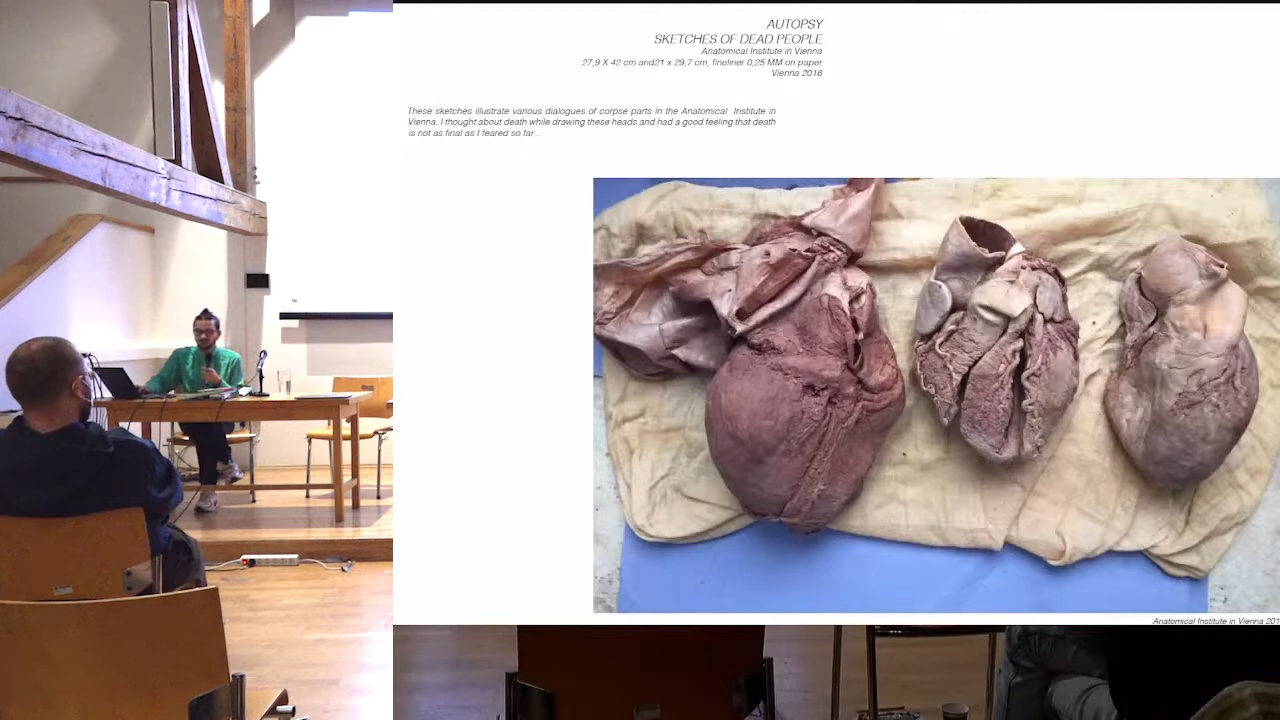 AUTOPSY
SKETCHES OF DEAD PEOPLE
Anatomical Institute in Vienna
27,9 X 42 cm and21 x 29,7 cm, fineliner 0,25 MM on paper
Vienna 2016
These sketches illustrate various dialogues of corpse parts in the Anatomical Institute in
Vienna. I thought about death while drawing these heads and had a good feeling that death
is not as final as I feared so far ...
Anatomical Institute in Vienna 201